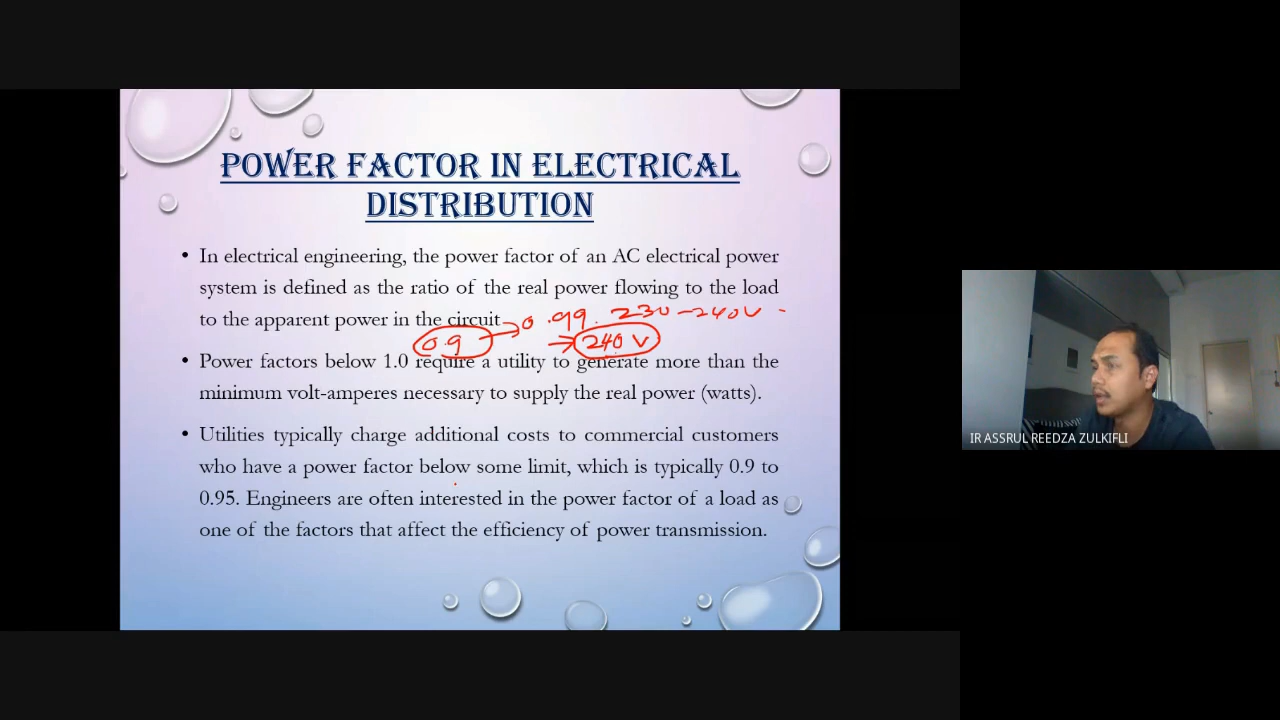 POWER FACTOR IN ELECTRICAL
DISTRIBUTION
• In electrical engineering, the power factor of an AC electrical power
system is defined as the ratio of the real power flowing to the load
to the apparent power in the circuit
0.99. 230-240V
0.9
240 V
• Power factors below 1.0 require a utility to generate more than the
minimum volt-amperes necessary to supply the real power (watts).
• Utilities typically charge additional costs to commercial customers
who have a power factor below some limit, which is typically 0.9 to
0.95. Engineers are often interested in the power factor of a load as
one of the factors that affect the efficiency of power transmission.
IR ASSRUL REEDZA ZULKIFLI